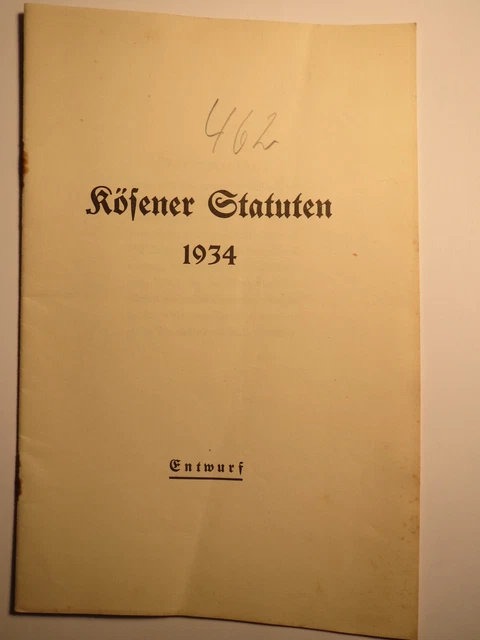 462
Kösener Statuten
1934
Entwurf